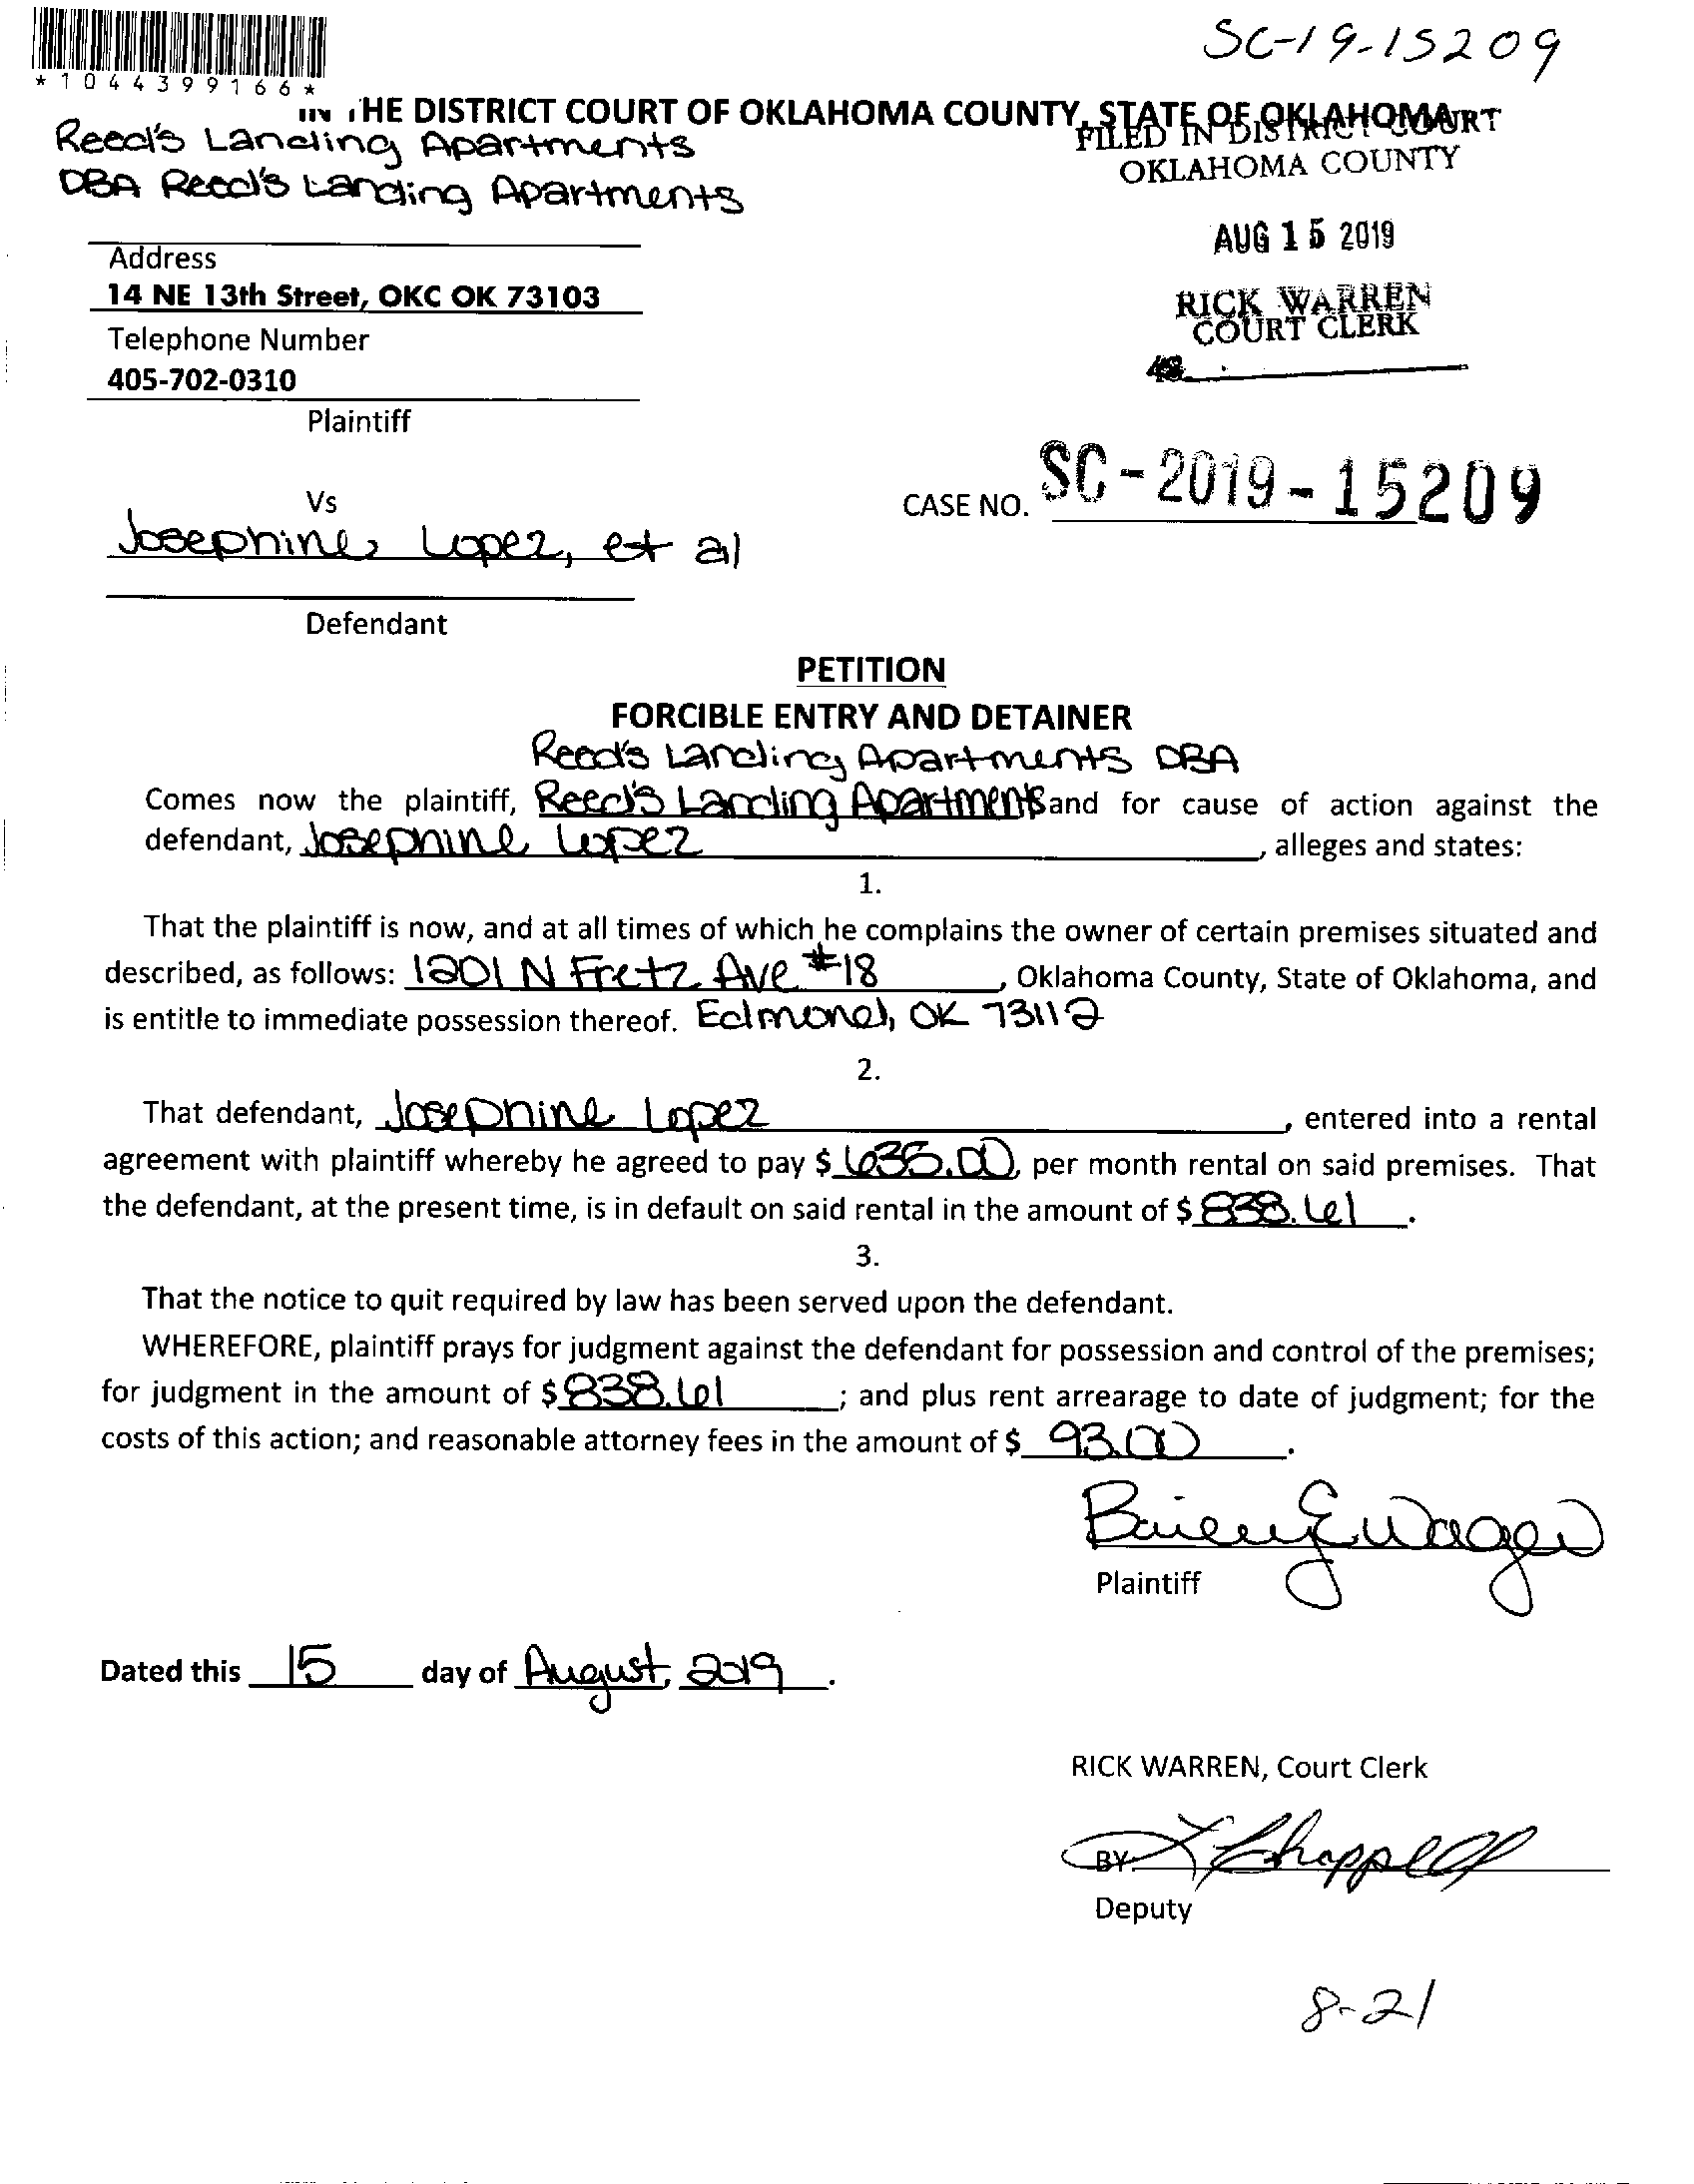 SC-19-15209
*1044399166*
IN THE DISTRICT COURT OF OKLAHOMA COUNTY, STATE OF OKLAHOMA
FILED IN DISTRICT COURT
OKLAHOMA COUNTY
Reed's Landing Apartments
DBA Reed's Landing Apartments
AUG 15 2019
Address
14 NE 13th Street, OKC OK 73103
RICK WARREN
COURT CLERK
Telephone Number
405-702-0310
Plaintiff
Vs
CASE NO. SC-2019-15209
Josephine Lopez, et al
Defendant
PETITION
FORCIBLE ENTRY AND DETAINER
Reed's Landing Apartments DBA
Comes now the plaintiff, Reed's Landing Apartments and for cause of action against the
defendant, Josephine Lopez, alleges and states:
1.
That the plaintiff is now, and at all times of which he complains the owner of certain premises situated and
described, as follows: 1201 N Fretz Ave #18, Oklahoma County, State of Oklahoma, and
is entitle to immediate possession thereof. Edmond, OK 73112
2.
That defendant, Josephine Lopez, entered into a rental
agreement with plaintiff whereby he agreed to pay $ 635.00, per month rental on said premises. That
the defendant, at the present time, is in default on said rental in the amount of $ 838.61.
3.
That the notice to quit required by law has been served upon the defendant.
WHEREFORE, plaintiff prays for judgment against the defendant for possession and control of the premises;
for judgment in the amount of $ 838.61; and plus rent arrearage to date of judgment; for the
costs of this action; and reasonable attorney fees in the amount of $ 93.00.
Plaintiff
Dated this 15 day of August, 2019.
RICK WARREN, Court Clerk
BY: Chappell
Deputy
8-21